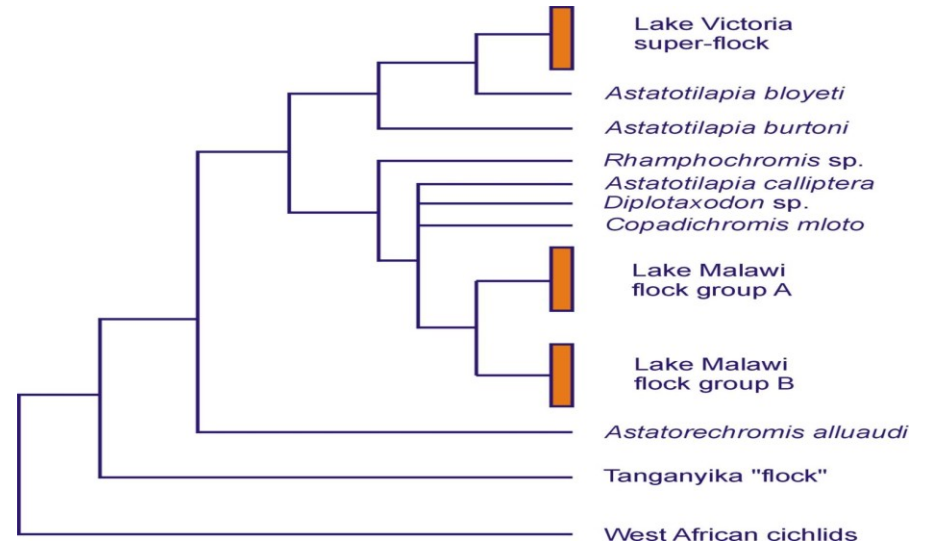 Lake Victoria
super-flock
Astatotilapia bloyeti
Astatotilapia burtoni
Rhamphochromis sp.
Astatotilapia calliptera
Diplotaxodon sp.
Copadichromis mloto
Lake Malawi
flock group A
Lake Malawi
flock group B
Astatorechromis alluaudi
Tanganyika "flock"
West African cichlids